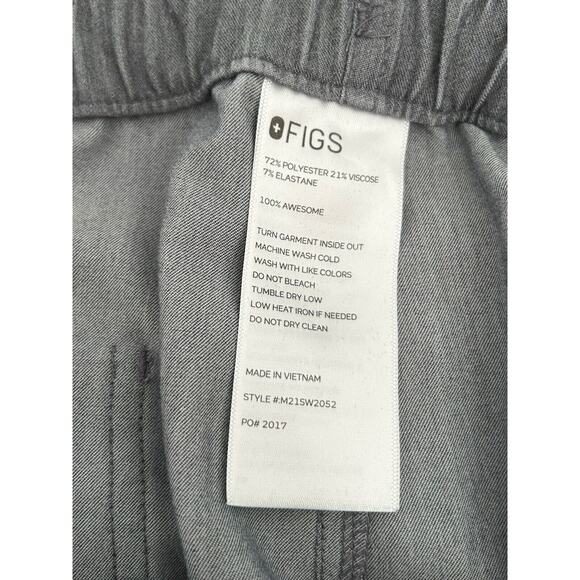 FIGS
72% POLYESTER 21% VISCOSE
7% ELASTANE
100% AWESOME
TURN GARMENT INSIDE OUT
MACHINE WASH COLD
WASH WITH LIKE COLORS
DO NOT BLEACH
TUMBLE DRY LOW
LOW HEAT IRON IF NEEDED
DO NOT DRY CLEAN
MADE IN VIETNAM
STYLE #:M21SW2052
PO# 2017